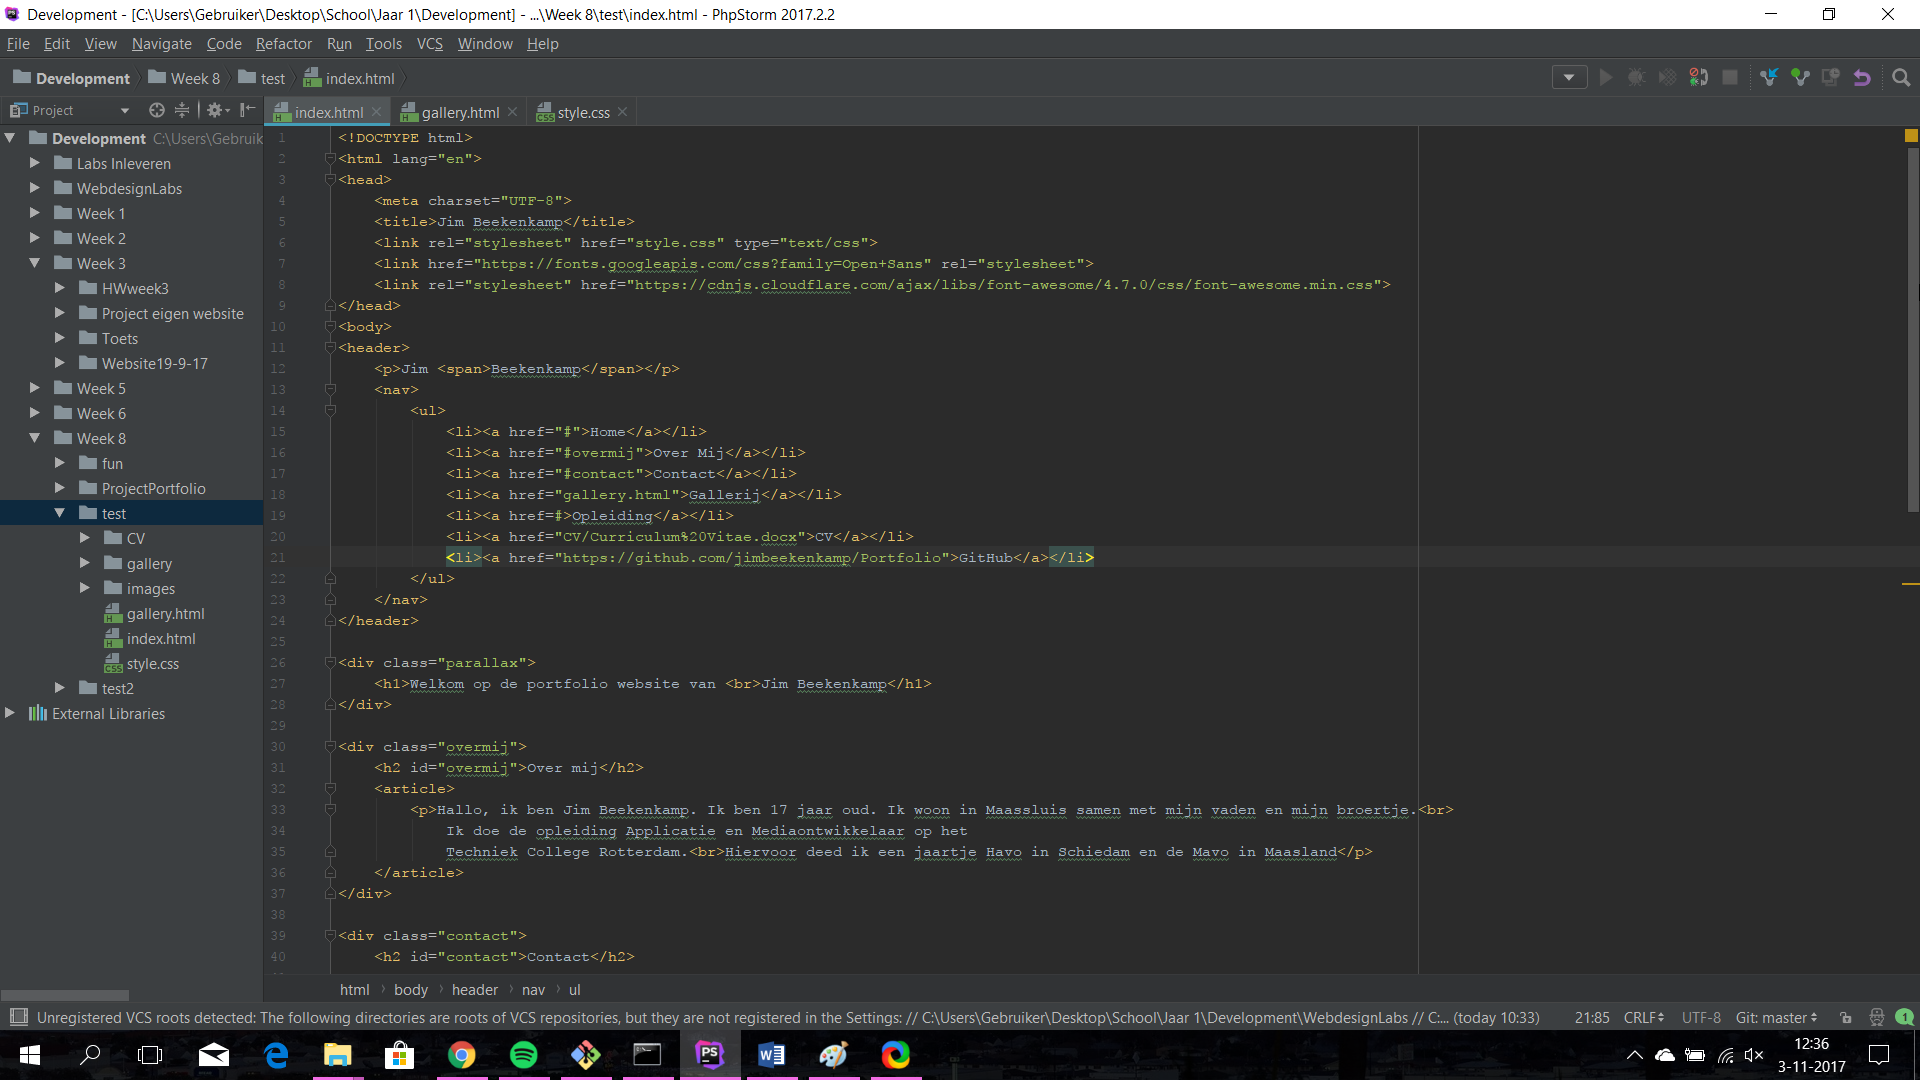 Development - [C:\Users\Gebruiker\Desktop\School\Jaar 1\Development] - ...\Week 8\test\index.html - PhpStorm 2017.2.2
File Edit View Navigate Code Refactor Run Tools VCS Window Help
Development Week 8 test index.html
Project
index.html gallery.html style.css
Development C:\Users\Gebruik
Labs Inleveren
WebdesignLabs
Week 1
Week 2
Week 3
HWweek3
Project eigen website
Toets
Website19-9-17
Week 5
Week 6
Week 8
fun
ProjectPortfolio
test
CV
gallery
images
gallery.html
index.html
style.css
test2
External Libraries
1 <!DOCTYPE html>
2 <html lang="en">
3 <head>
4 <meta charset="UTF-8">
5 <title>Jim Beekenkamp</title>
6 <link rel="stylesheet" href="style.css" type="text/css">
7 <link href="https://fonts.googleapis.com/css?family=Open+Sans" rel="stylesheet">
8 <link rel="stylesheet" href="https://cdnjs.cloudflare.com/ajax/libs/font-awesome/4.7.0/css/font-awesome.min.css">
9 </head>
10 <body>
11 <header>
12 <p>Jim <span>Beekenkamp</span></p>
13 <nav>
14 <ul>
15 <li><a href="#">Home</a></li>
16 <li><a href="#overmij">Over Mij</a></li>
17 <li><a href="#contact">Contact</a></li>
18 <li><a href="gallery.html">Gallerij</a></li>
19 <li><a href=#>Opleiding</a></li>
20 <li><a href="CV/Curriculum%20Vitae.docx">CV</a></li>
21 <li><a href="https://github.com/jimbeekenkamp/Portfolio">GitHub</a></li>
22 </ul>
23 </nav>
24 </header>
25
26 <div class="parallax">
27 <h1>Welkom op de portfolio website van <br>Jim Beekenkamp</h1>
28 </div>
29
30 <div class="overmij">
31 <h2 id="overmij">Over mij</h2>
32 <article>
33 <p>Hallo, ik ben Jim Beekenkamp. Ik ben 17 jaar oud. Ik woon in Maassluis samen met mijn vaden en mijn broertje.<br>
34 Ik doe de opleiding Applicatie en Mediaontwikkelaar op het
35 Techniek College Rotterdam.<br>Hiervoor deed ik een jaartje Havo in Schiedam en de Mavo in Maasland</p>
36 </article>
37 </div>
38
39 <div class="contact">
40 <h2 id="contact">Contact</h2>
html body header nav ul
Unregistered VCS roots detected: The following directories are roots of VCS repositories, but they are not registered in the Settings: // C:\Users\Gebruiker\Desktop\School\Jaar 1\Development\WebdesignLabs // C:... (today 10:33) 21:85 CRLF UTF-8 Git: master 1
12:36
3-11-2017